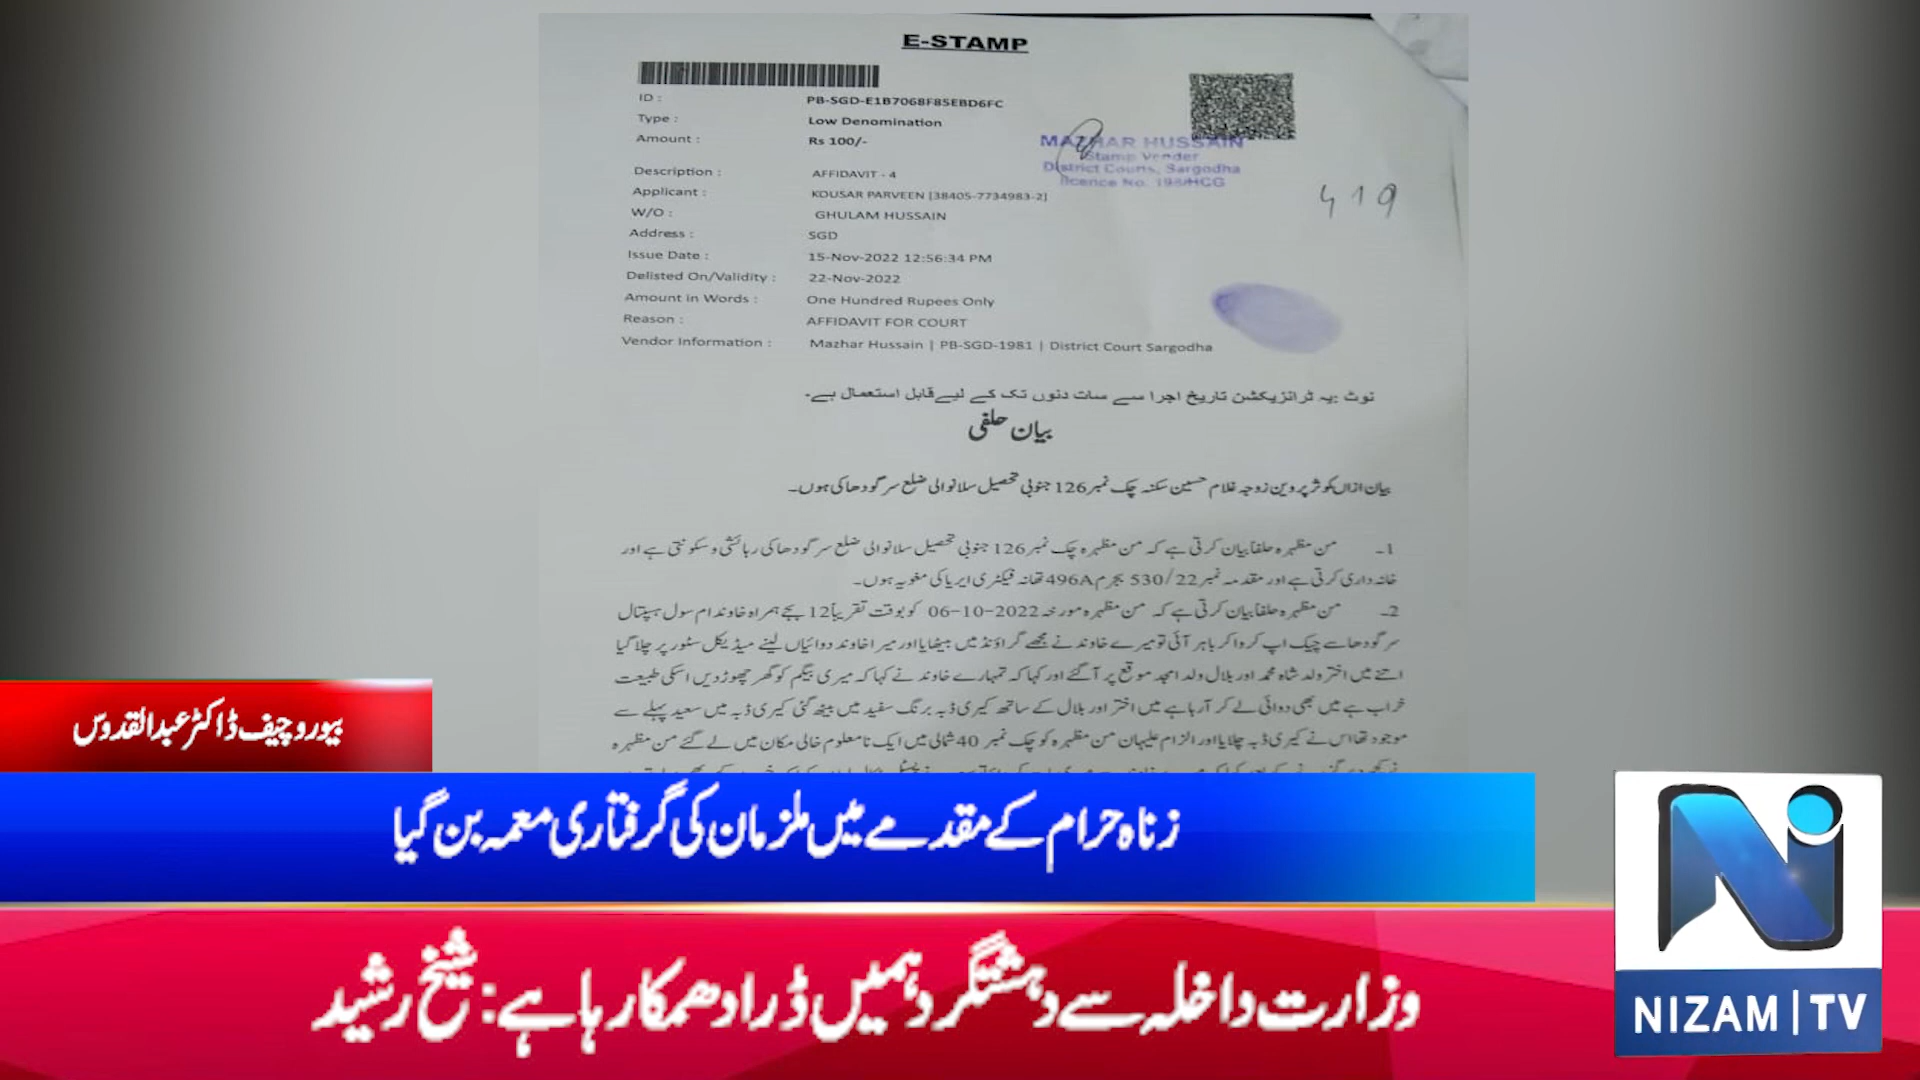 E-STAMP
ID : PB-SGD-E1B7068F85EBD6FC
Type : Low Denomination
Amount : Rs 100/-
MAZHAR HUSSAIN
Stamp Vender
District Courts, Sargodha
licence No. 198/HCG
419
Description : AFFIDAVIT - 4
Applicant : KOUSAR PARVEEN [38405-7734983-2]
W/O : GHULAM HUSSAIN
Address : SGD
Issue Date : 15-Nov-2022 12:56:34 PM
Delisted On/Validity : 22-Nov-2022
Amount in Words : One Hundred Rupees Only
Reason : AFFIDAVIT FOR COURT
Vendor Information : Mazhar Hussain | PB-SGD-1981 | District Court Sargodha
نوٹ :یہ ٹرانزیکشن تاریخ اجرا سے سات دنوں تک کے لیےقابل استعمال ہے۔
بیان حلفی
بیان ازاں کوثر پروین زوجہ غلام حسین سکنہ چک نمبر 126 جنوبی تحصیل سلانوالی ضلع سرگودھا کی ہوں۔
1۔ من مظہرہ حلفاً بیان کرتی ہے کہ من مظہرہ چک نمبر 126 جنوبی تحصیل سلانوالی ضلع سرگودھا کی رہائشی و سکونتی ہے اور
خانہ داری کرتی ہے اور مقدمہ نمبر 530/22 بجرم 496A تھانہ فیکٹری ایریا کی مغویہ ہوں۔
2۔ من مظہرہ حلفاً بیان کرتی ہے کہ من مظہرہ مورخہ 2022-10-06 کو بوقت تقریباً 12 بجے ہمراہ خاوند ام سول ہسپتال
سرگودھا سے چیک اپ کروا کر باہر آئی تو میرے خاوند نے مجھے گراؤنڈ میں بیٹھایا اور میرا خاوند دوائیاں لینے میڈیکل سٹور پر چلا گیا
اتنے میں اختر ولد شاہ محمد اور بلال ولد امجد موقع پر آگئے اور کہا کہ تمہارے خاوند نے کہا کہ میری بیگم کو گھر چھوڑ دیں اسکی طبیعت
خراب ہے میں بھی دوائی لے کر آ رہا ہے میں اختر اور بلال کے ساتھ کیری ڈبہ برنگ سفید میں بیٹھ گئی کیری ڈبہ میں سعید پہلے سے
موجود تھا اس نے کیری ڈبہ چلایا اور الزام علیہان من مظہرہ کو چک نمبر 40 شمالی میں ایک نامعلوم خالی مکان میں لے گئے من مظہرہ
بیورو چیف ڈاکٹر عبدالقدوس
زناہ حرام کے مقدمے میں ملزمان کی گرفتاری معمہ بن گیا
وزارت داخلہ سے دہشتگرد ہمیں ڈرا دھمکا رہا ہے: شیخ رشید
NIZAM | TV